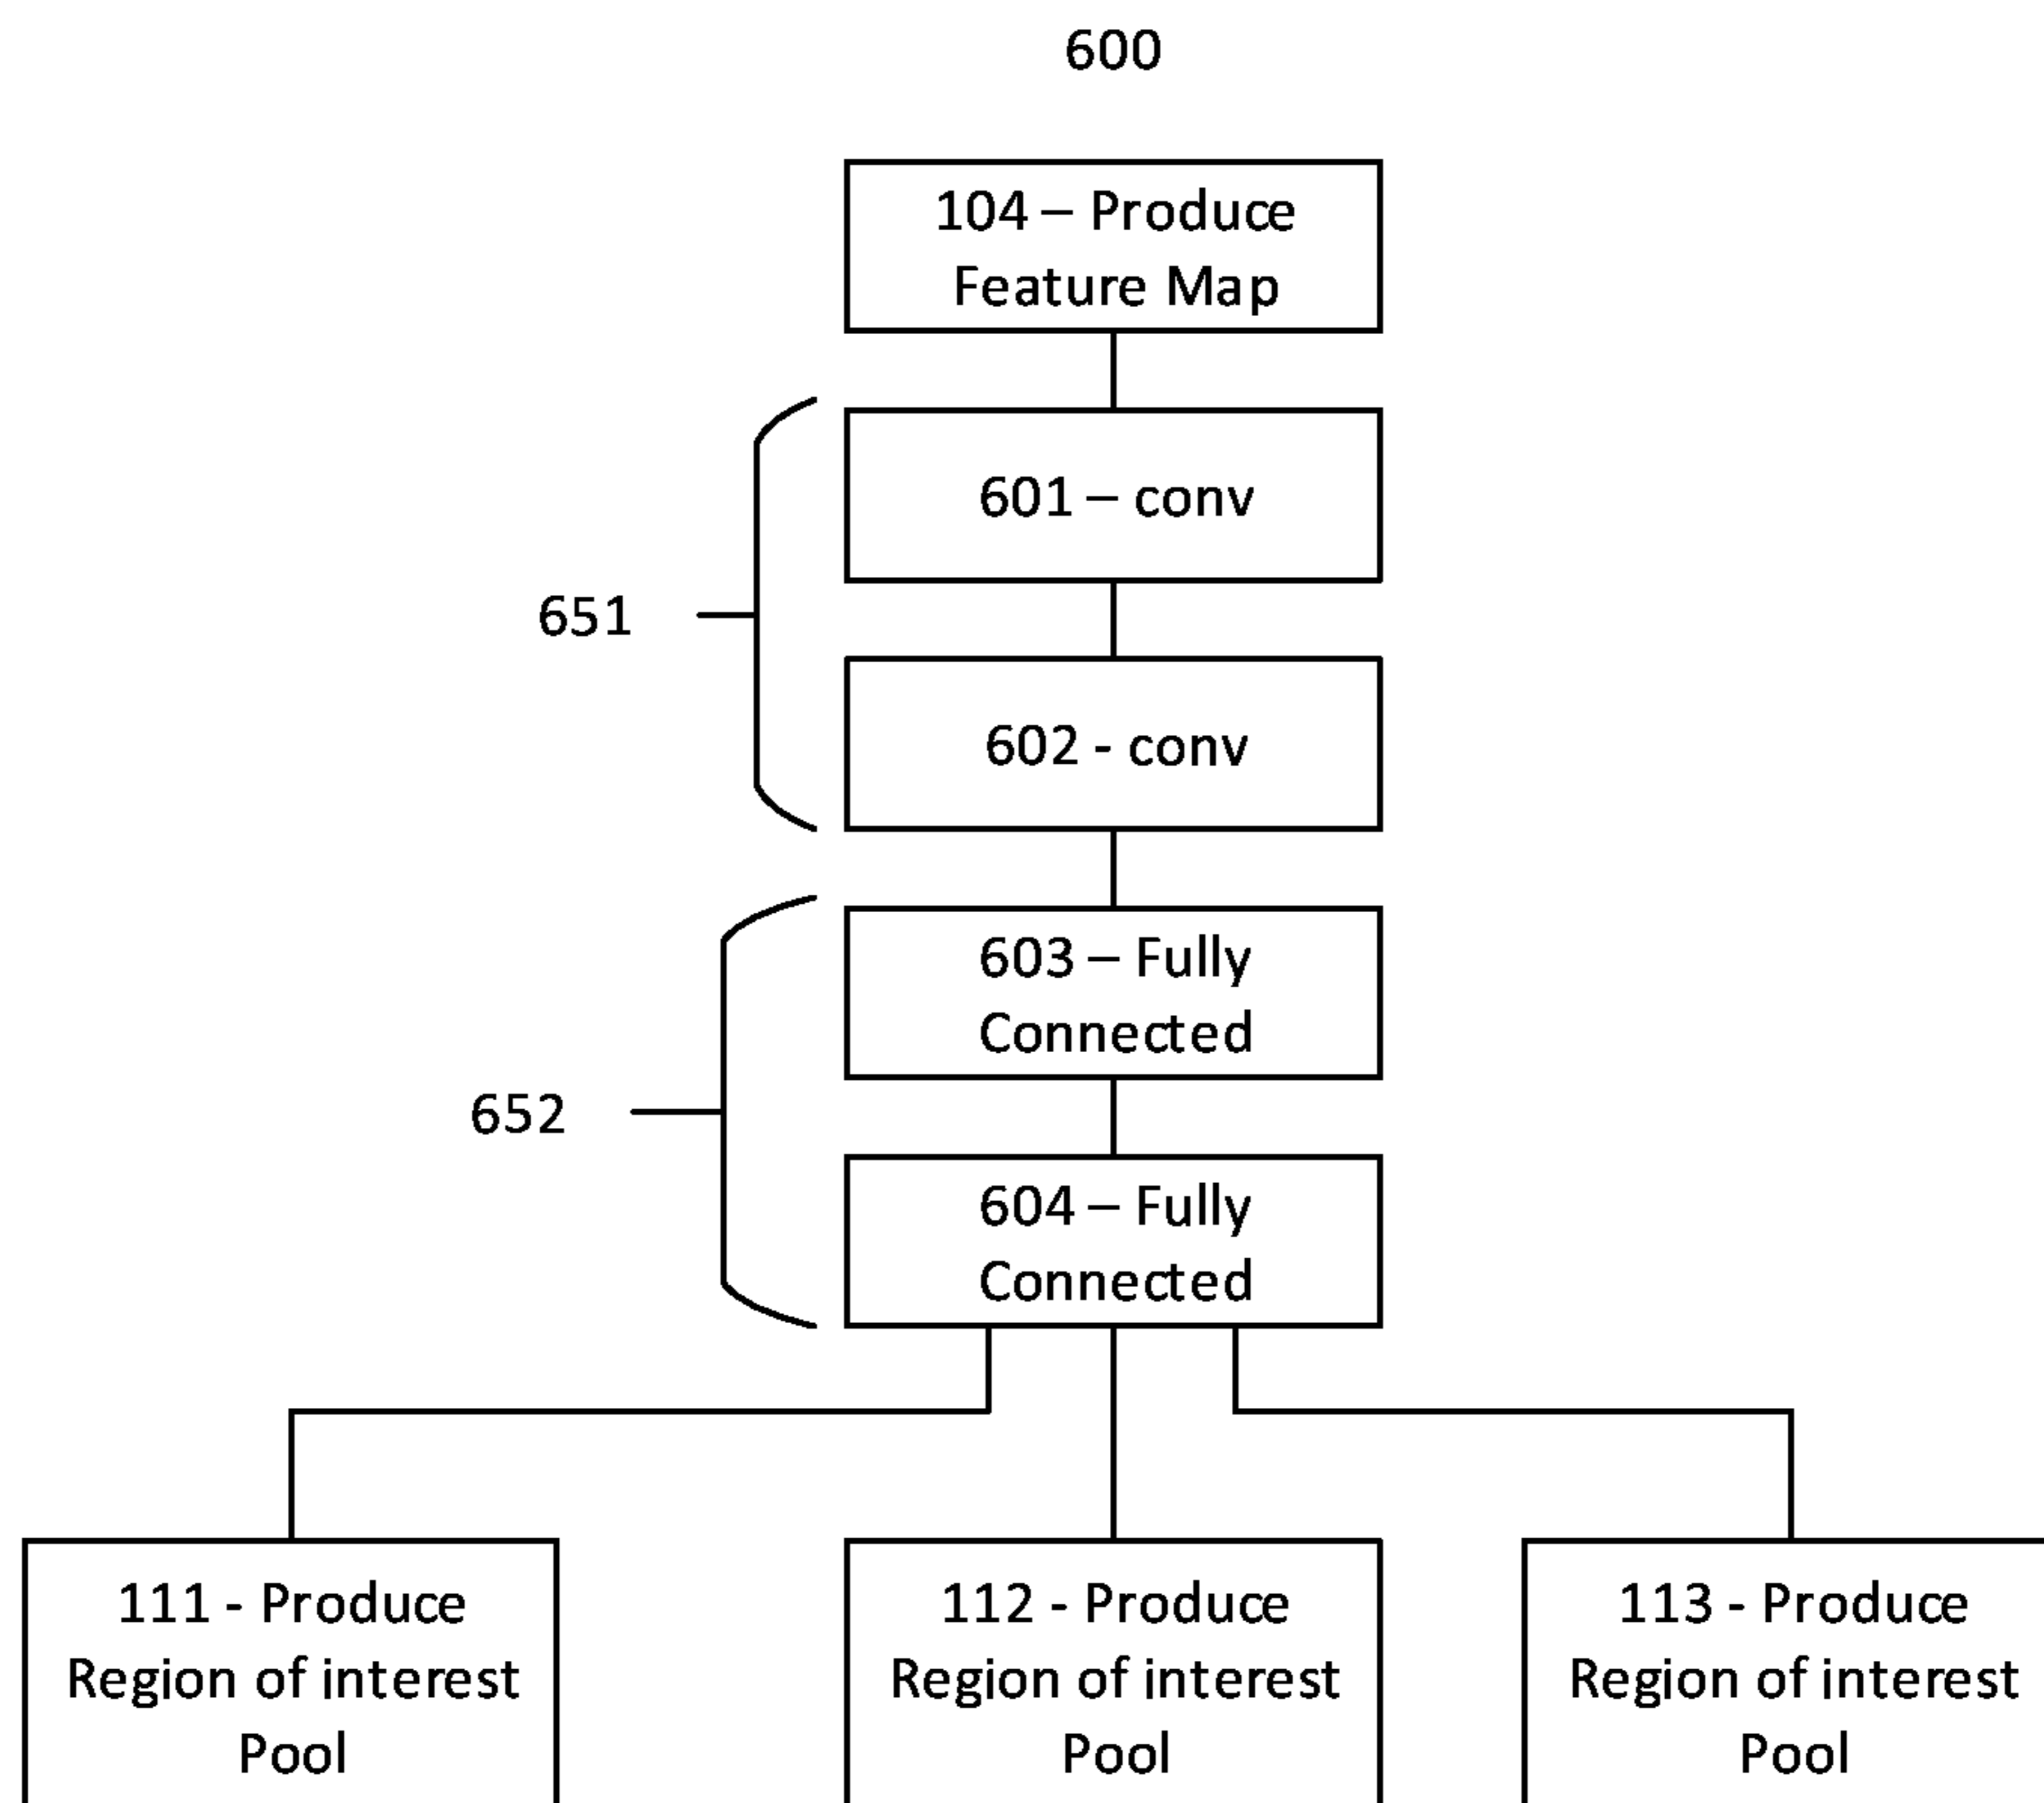 600
104 – Produce
Feature Map
601 – conv
651
602 - conv
603 – Fully
Connected
652
604 – Fully
Connected
111 - Produce
Region of interest
Pool
112 - Produce
Region of interest
Pool
113 - Produce
Region of interest
Pool